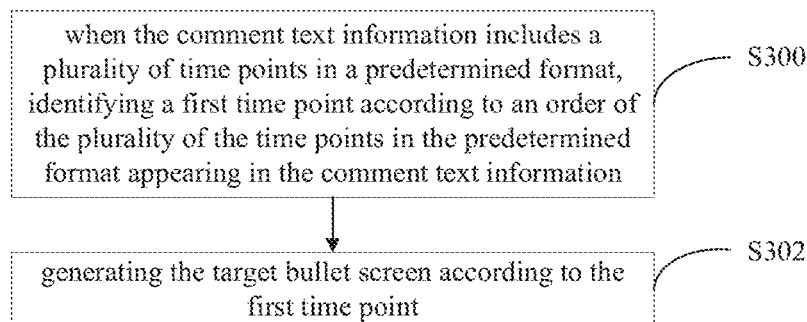 when the comment text information includes a
plurality of time points in a predetermined format,
identifying a first time point according to an order of
the plurality of the time points in the predetermined
format appearing in the comment text information
S300
generating the target bullet screen according to the
first time point
S302